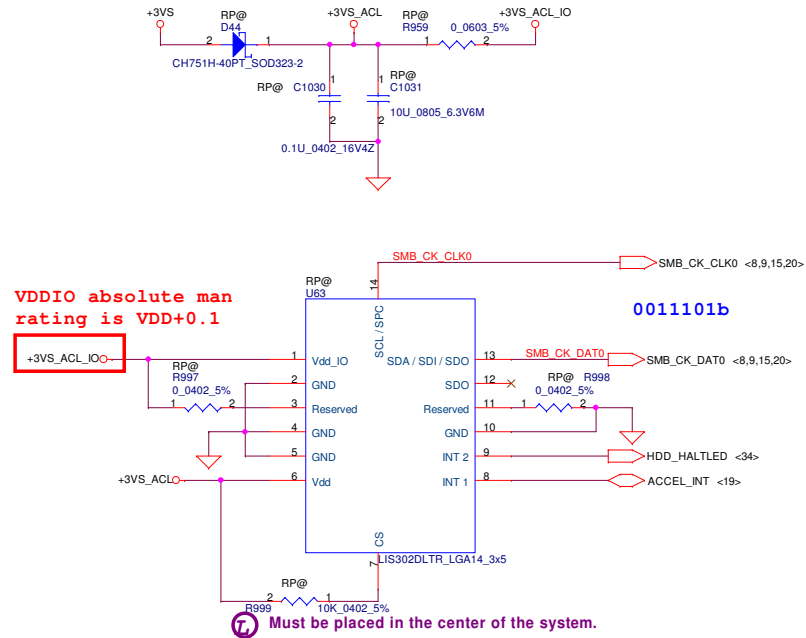 +3VS
RP@
D44
2
1
CH751H-40PT_SOD323-2
+3VS_ACL
RP@
R959
0_0603_5%
1
2
+3VS_ACL_IO
RP@
C1030
1
2
0.1U_0402_16V4Z
RP@
C1031
1
2
10U_0805_6.3V6M
VDDIO absolute man
rating is VDD+0.1
+3VS_ACL_IO
RP@
U63
SMB_CK_CLK0
SMB_CK_CLK0 <8,9,15,20>
0011101b
14
SCL / SPC
1
Vdd_IO
2
GND
3
Reserved
4
GND
5
GND
6
Vdd
SDA / SDI / SDO
13
SMB_CK_DAT0
SMB_CK_DAT0 <8,9,15,20>
SDO
12
Reserved
11
GND
10
INT 2
9
HDD_HALTLED <34>
INT 1
8
ACCEL_INT <19>
RP@
R997
0_0402_5%
1
2
RP@
R998
0_0402_5%
1
2
+3VS_ACL
CS
7
LIS302DLTR_LGA14_3x5
RP@
2
1
R999
10K_0402_5%
L Must be placed in the center of the system.